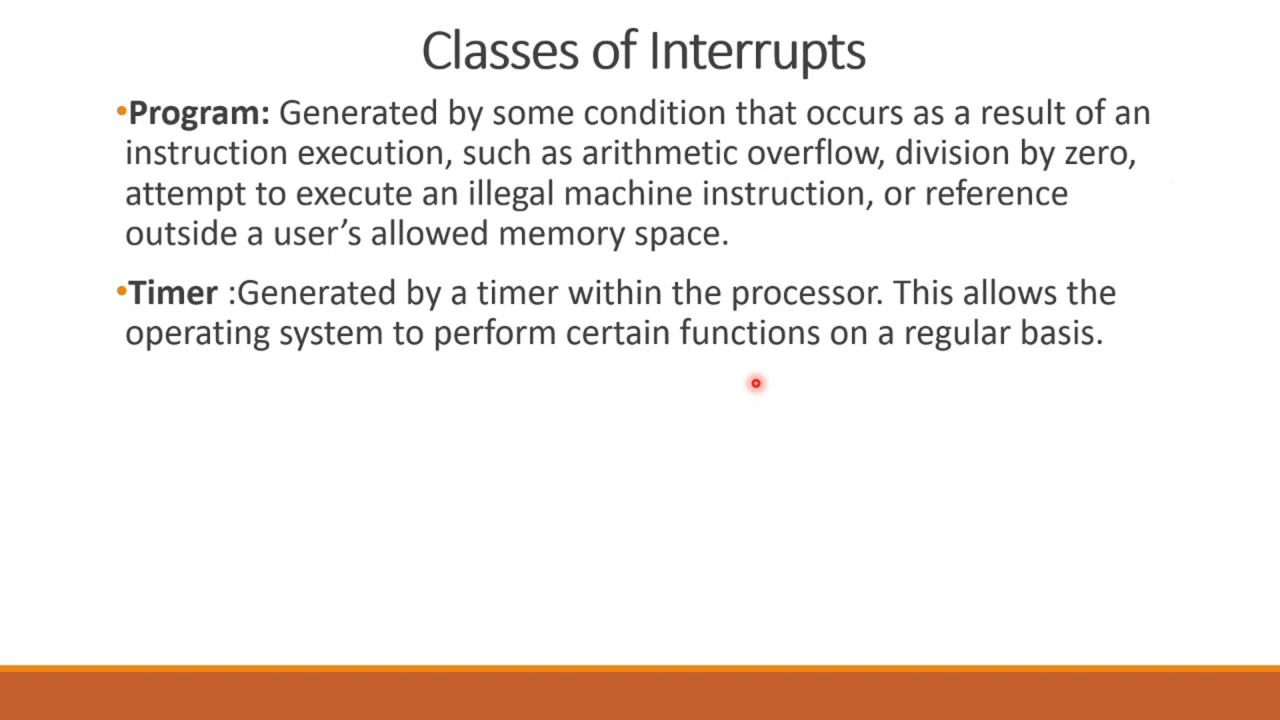 Classes of Interrupts
•Program: Generated by some condition that occurs as a result of an
instruction execution, such as arithmetic overflow, division by zero,
attempt to execute an illegal machine instruction, or reference
outside a user’s allowed memory space.
•Timer :Generated by a timer within the processor. This allows the
operating system to perform certain functions on a regular basis.